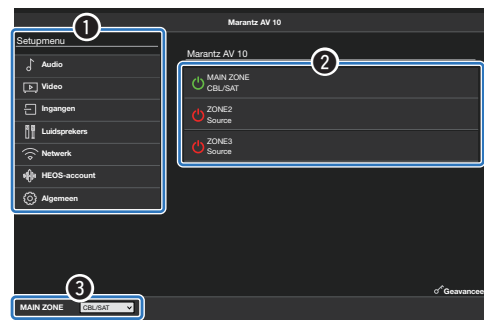 Marantz AV 10
1
Setupmenu
Audio
Video
Ingangen
Luidsprekers
Netwerk
HEOS-account
Algemeen
Marantz AV 10
2
MAIN ZONE
CBL/SAT
ZONE2
Source
ZONE3
Source
3
Geavancee
MAIN ZONE CBL/SAT